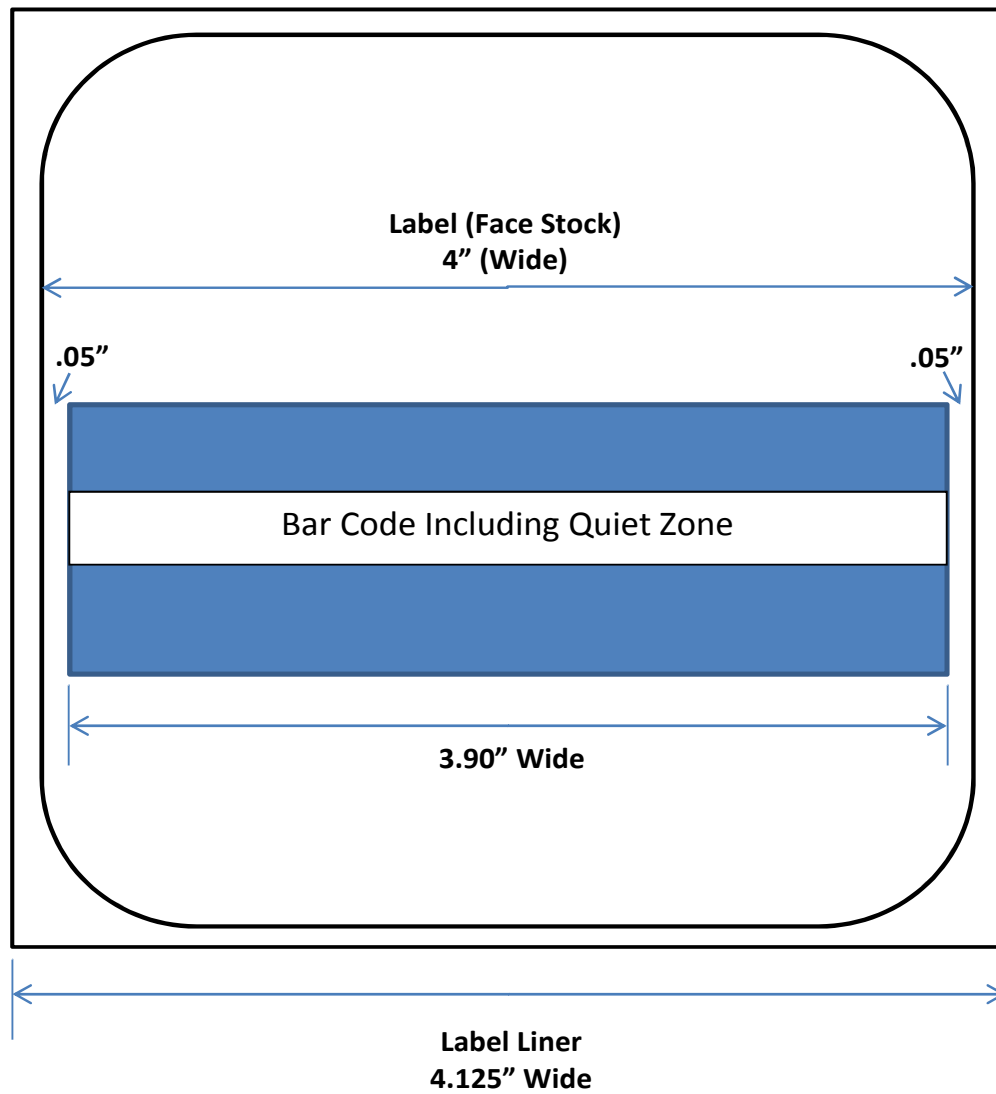 Label (Face Stock)
4” (Wide)
.05”
.05”
Bar Code Including Quiet Zone
3.90” Wide
Label Liner
4.125” Wide